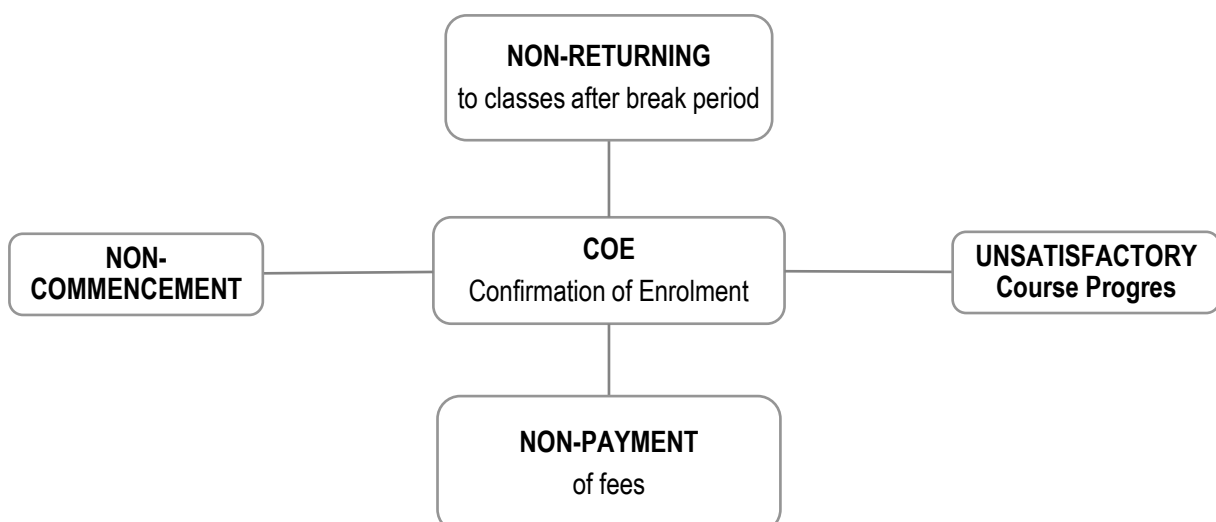 NON-RETURNING
to classes after break period
NON-
COMMENCEMENT
COE
Confirmation of Enrolment
UNSATISFACTORY
Course Progres
NON-PAYMENT
of fees